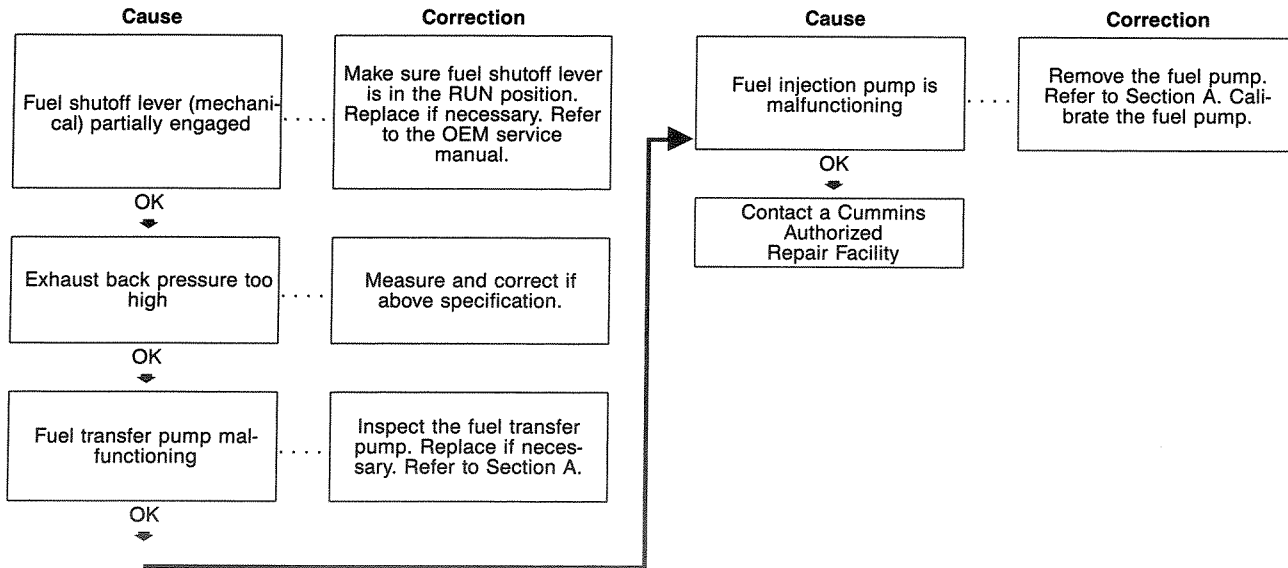 Cause
Correction
Fuel shutoff lever (mechani-
cal) partially engaged
. . . .
Make sure fuel shutoff lever
is in the RUN position.
Replace if necessary. Refer
to the OEM service
manual.
OK
Exhaust back pressure too
high
. . . .
Measure and correct if
above specification.
OK
Fuel transfer pump mal-
functioning
. . . .
Inspect the fuel transfer
pump. Replace if neces-
sary. Refer to Section A.
OK
Cause
Correction
Fuel injection pump is
malfunctioning
. . . .
Remove the fuel pump.
Refer to Section A. Cali-
brate the fuel pump.
OK
Contact a Cummins
Authorized
Repair Facility